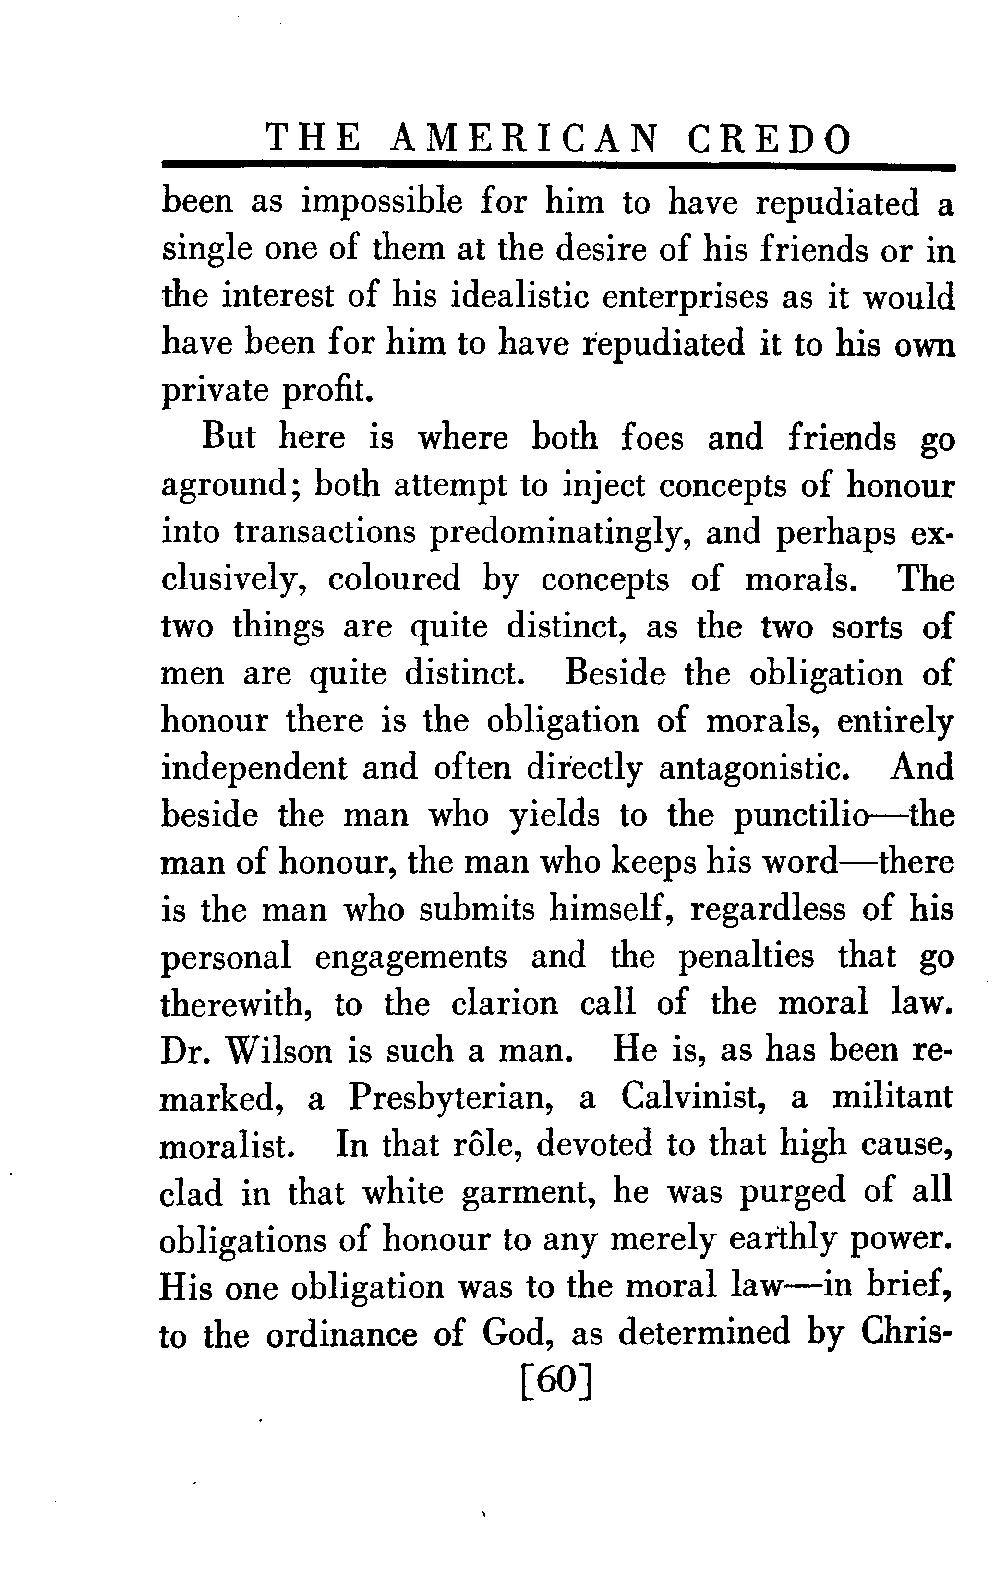 THE AMERICAN CREDO
been as impossible for him to have repudiated a
single one of them at the desire of his friends or in
the interest of his idealistic enterprises as it would
have been for him to have repudiated it to his own
private profit.
But here is where both foes and friends go
aground; both attempt to inject concepts of honour
into transactions predominatingly, and perhaps ex-
clusively, coloured by concepts of morals. The
two things are quite distinct, as the two sorts of
men are quite distinct. Beside the obligation of
honour there is the obligation of morals, entirely
independent and often directly antagonistic. And
beside the man who yields to the punctilio—the
man of honour, the man who keeps his word—there
is the man who submits himself, regardless of his
personal engagements and the penalties that go
therewith, to the clarion call of the moral law.
Dr. Wilson is such a man. He is, as has been re-
marked, a Presbyterian, a Calvinist, a militant
moralist. In that rôle, devoted to that high cause,
clad in that white garment, he was purged of all
obligations of honour to any merely earthly power.
His one obligation was to the moral law—in brief,
to the ordinance of God, as determined by Chris-
[60]